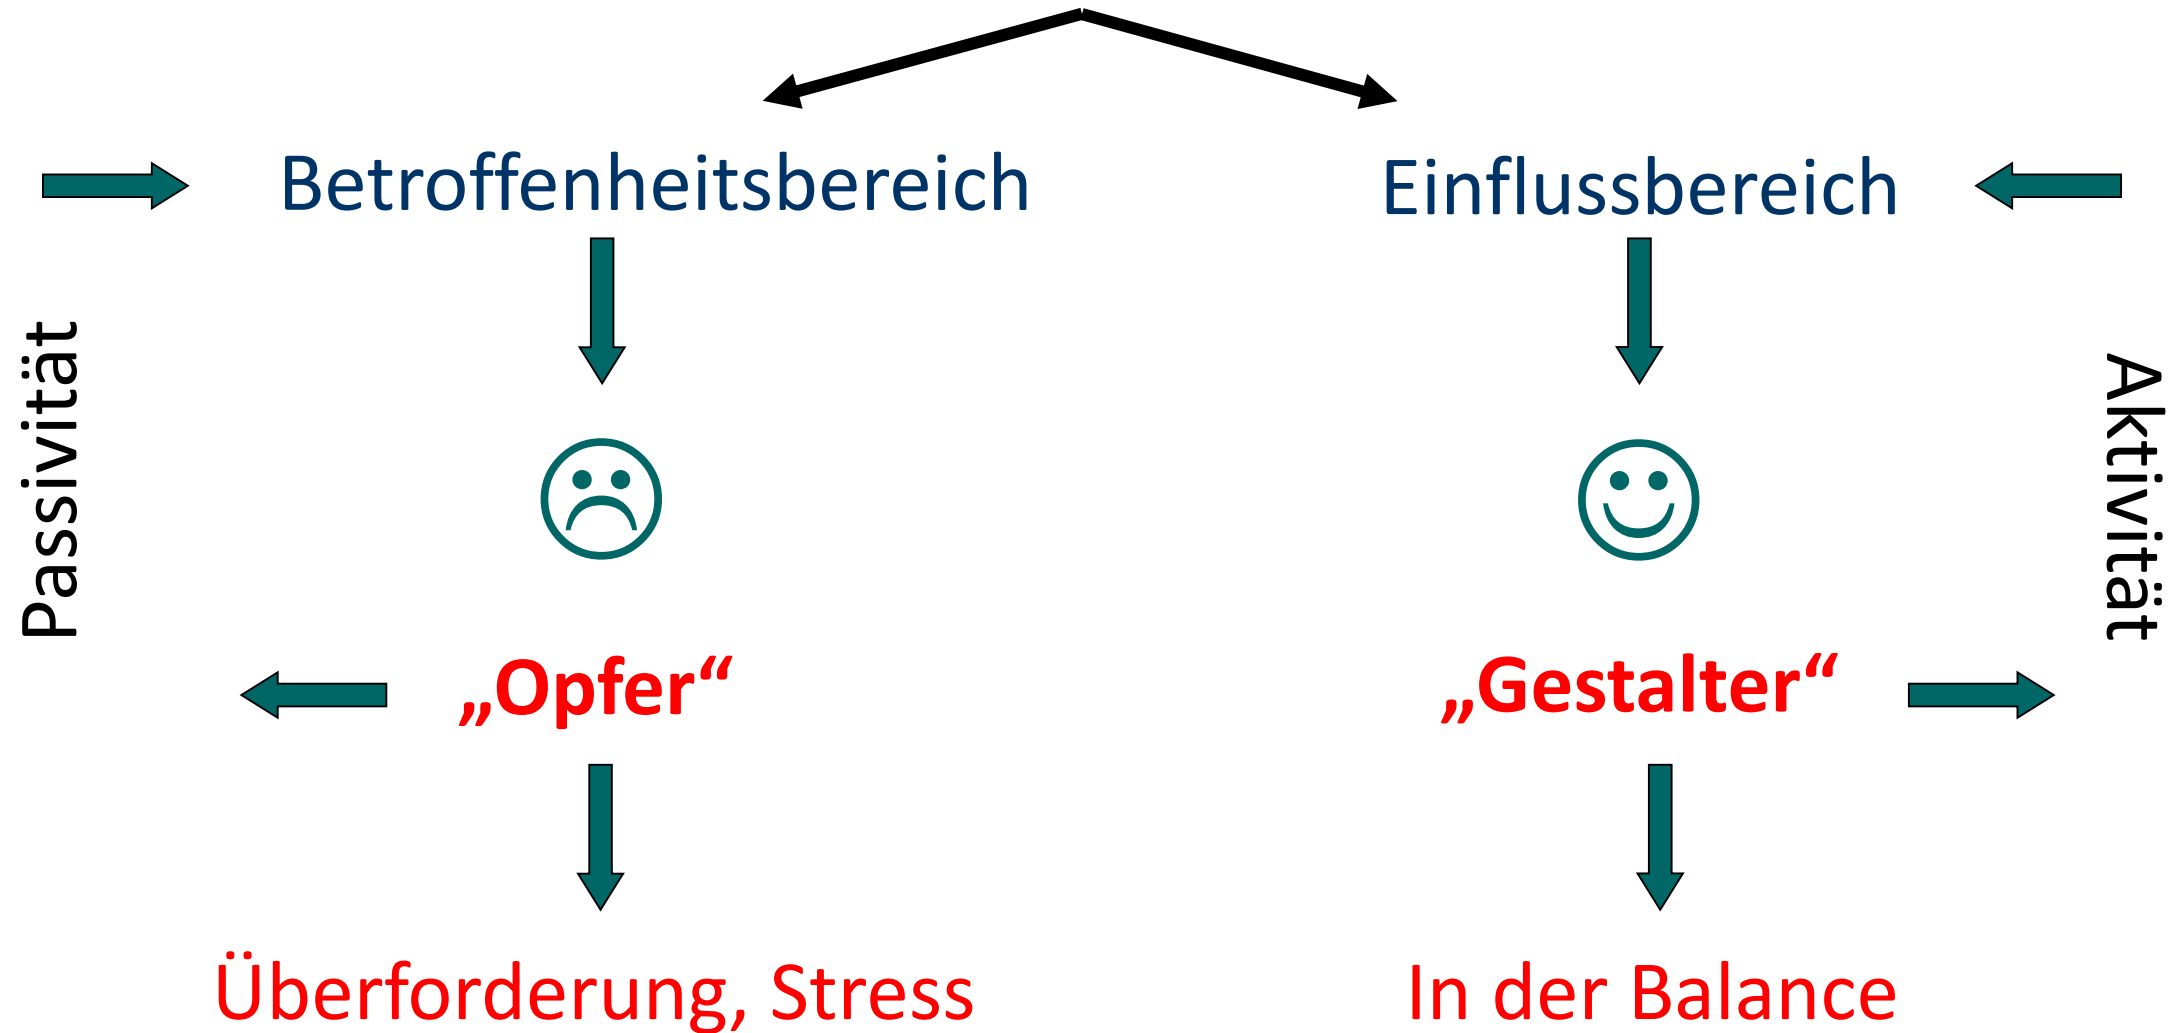 Betroffenheitsbereich
Einflussbereich
Passivität
Aktivität
„Opfer“
„Gestalter“
Überforderung, Stress
In der Balance